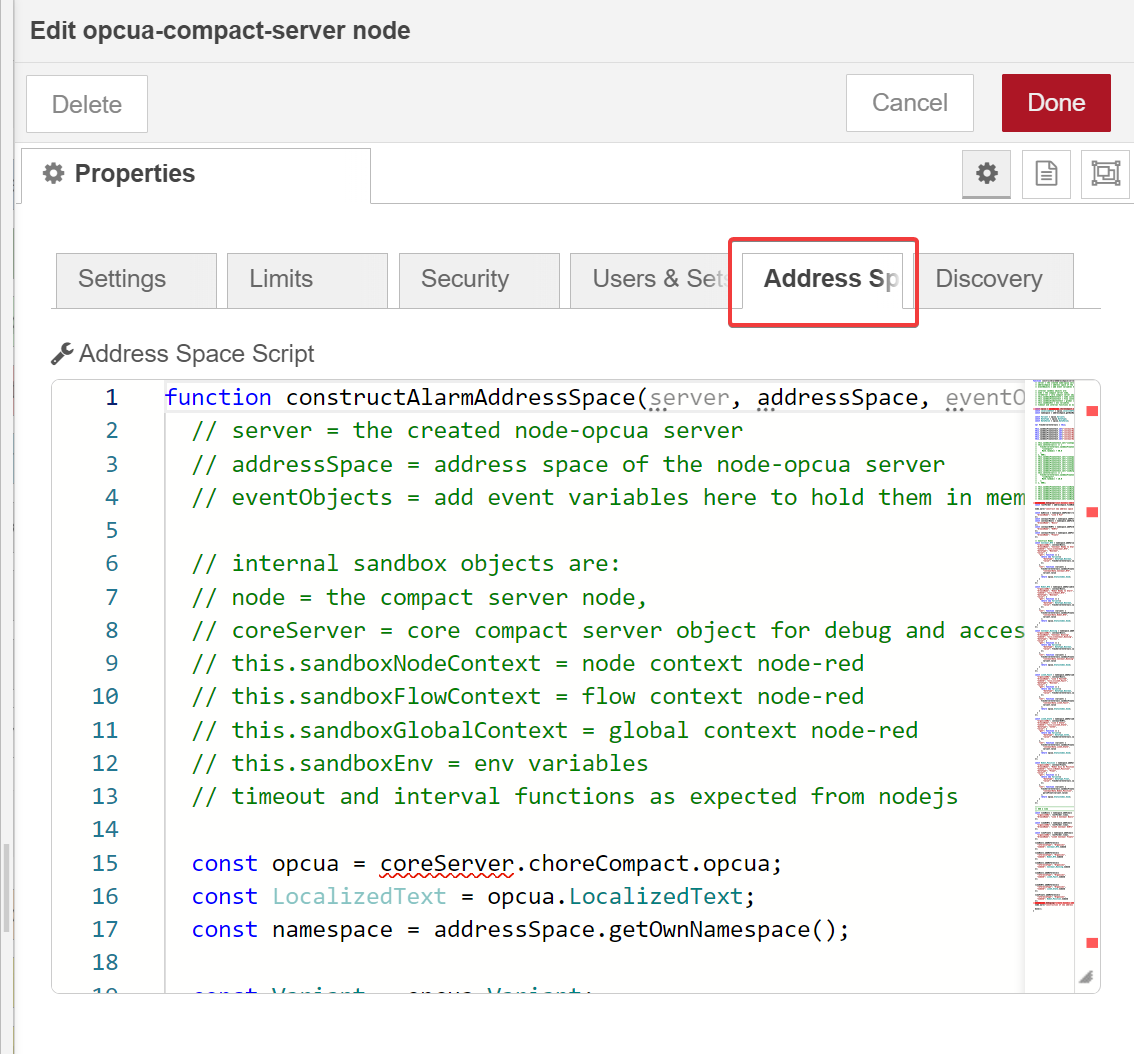 Edit opcua-compact-server node
Delete
Cancel
Done
Properties
Settings
Limits
Security
Users & Sets
Address Sp
Discovery
Address Space Script
1 function constructAlarmAddressSpace(server, addressSpace, eventO
2 // server = the created node-opcua server
3 // addressSpace = address space of the node-opcua server
4 // eventObjects = add event variables here to hold them in mem
5
6 // internal sandbox objects are:
7 // node = the compact server node,
8 // coreServer = core compact server object for debug and acces
9 // this.sandboxNodeContext = node context node-red
10 // this.sandboxFlowContext = flow context node-red
11 // this.sandboxGlobalContext = global context node-red
12 // this.sandboxEnv = env variables
13 // timeout and interval functions as expected from nodejs
14
15 const opcua = coreServer.choreCompact.opcua;
16 const LocalizedText = opcua.LocalizedText;
17 const namespace = addressSpace.getOwnNamespace();
18
19 const Variant = opcua.Variant;